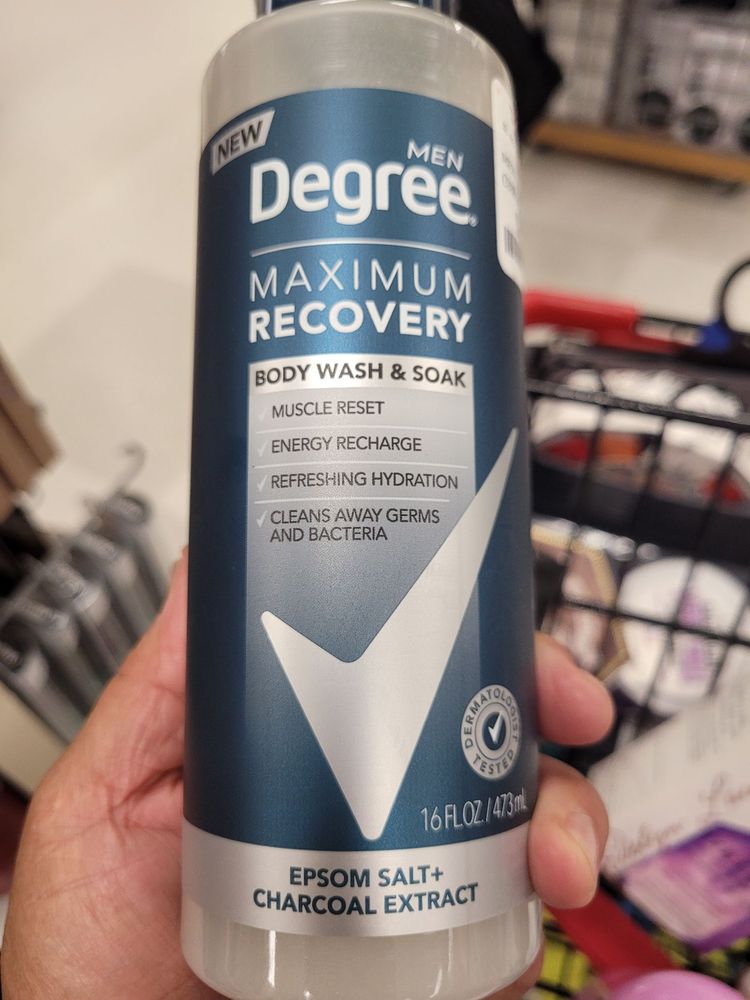 NEW
MEN
Degree
MAXIMUM
RECOVERY
BODY WASH & SOAK
MUSCLE RESET
ENERGY RECHARGE
REFRESHING HYDRATION
CLEANS AWAY GERMS
AND BACTERIA
DERMATOLOGIST
TESTED
16 FL OZ / 473 mL
EPSOM SALT+
CHARCOAL EXTRACT